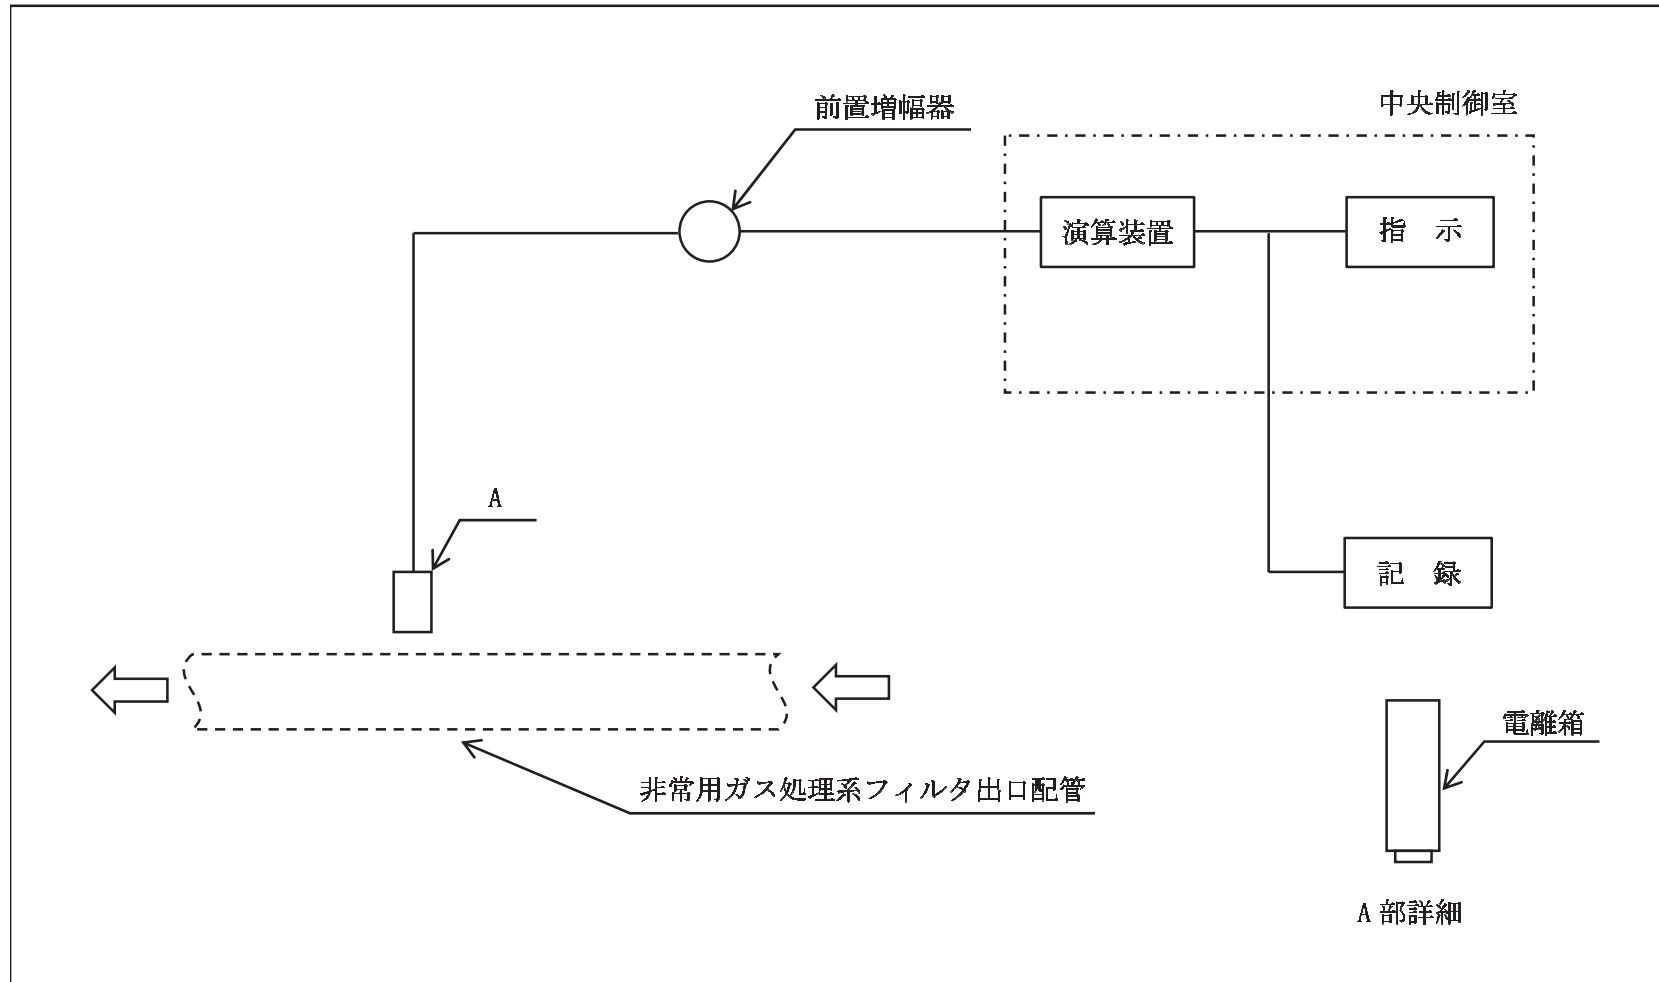 前置増幅器
中央制御室
演算装置
指　示
A
記　録
電離箱
非常用ガス処理系フィルタ出口配管
A 部詳細